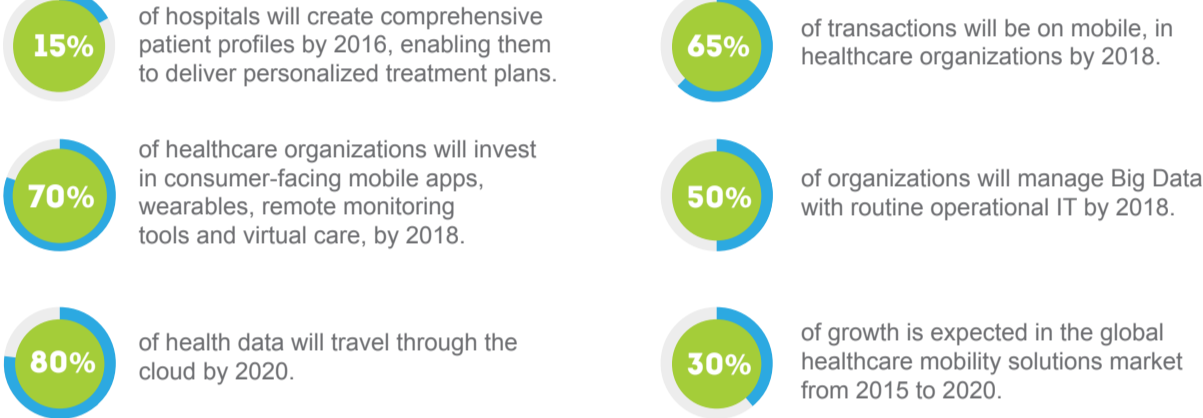 15%
of hospitals will create comprehensive
patient profiles by 2016, enabling them
to deliver personalized treatment plans.
65%
of transactions will be on mobile, in
healthcare organizations by 2018.
70%
of healthcare organizations will invest
in consumer-facing mobile apps,
wearables, remote monitoring
tools and virtual care, by 2018.
50%
of organizations will manage Big Data
with routine operational IT by 2018.
80%
of health data will travel through the
cloud by 2020.
30%
of growth is expected in the global
healthcare mobility solutions market
from 2015 to 2020.